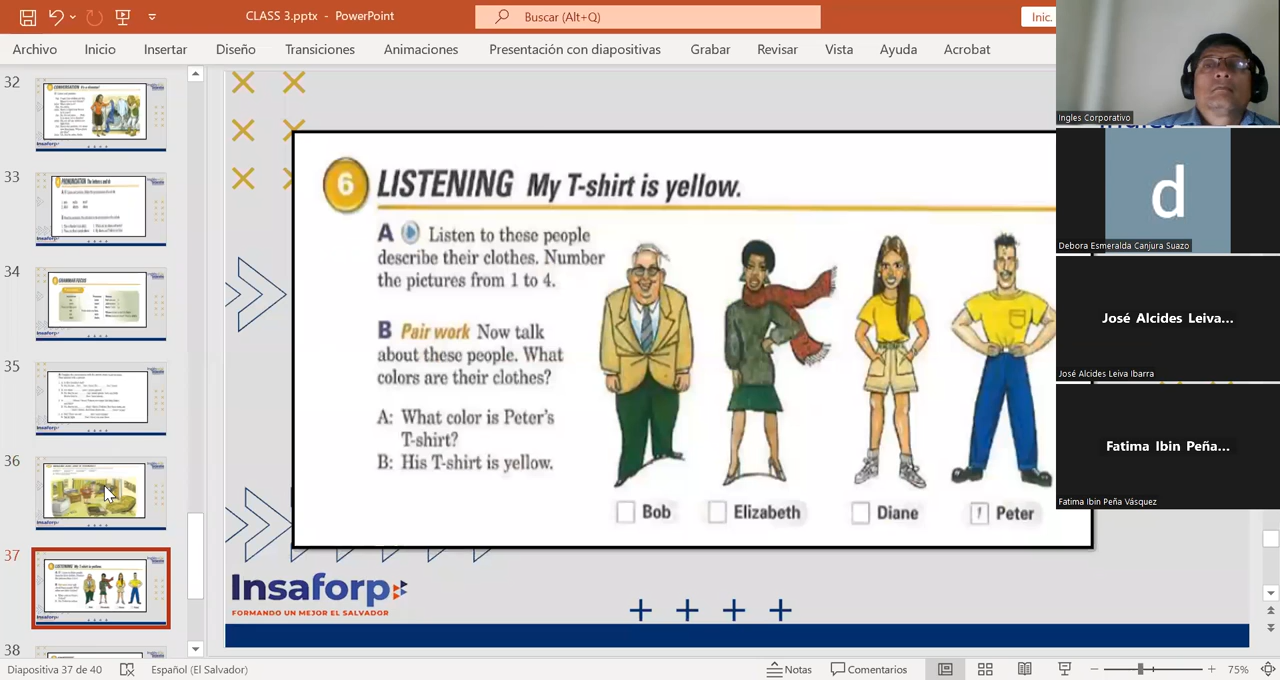 CLASS 3.pptx - PowerPoint
Buscar (Alt+Q)
Inic.
Archivo Inicio Insertar Diseño Transiciones Animaciones Presentación con diapositivas Grabar Revisar Vista Ayuda Acrobat
32
33
34
35
36
37
38
6 LISTENING My T-shirt is yellow.
A Listen to these people
describe their clothes. Number
the pictures from 1 to 4.
B Pair work Now talk
about these people. What
colors are their clothes?
A: What color is Peter's
T-shirt?
B: His T-shirt is yellow.
Bob Elizabeth Diane 1 Peter
Insaforp
FORMANDO UN MEJOR EL SALVADOR
Ingles Corporativo
d
Debora Esmeralda Canjura Suazo
José Alcides Leiva...
José Alcides Leiva Ibarra
Fatima Ibin Peña...
Fatima Ibin Peña Vásquez
Diapositiva 37 de 40 Español (El Salvador) Notas Comentarios 75%